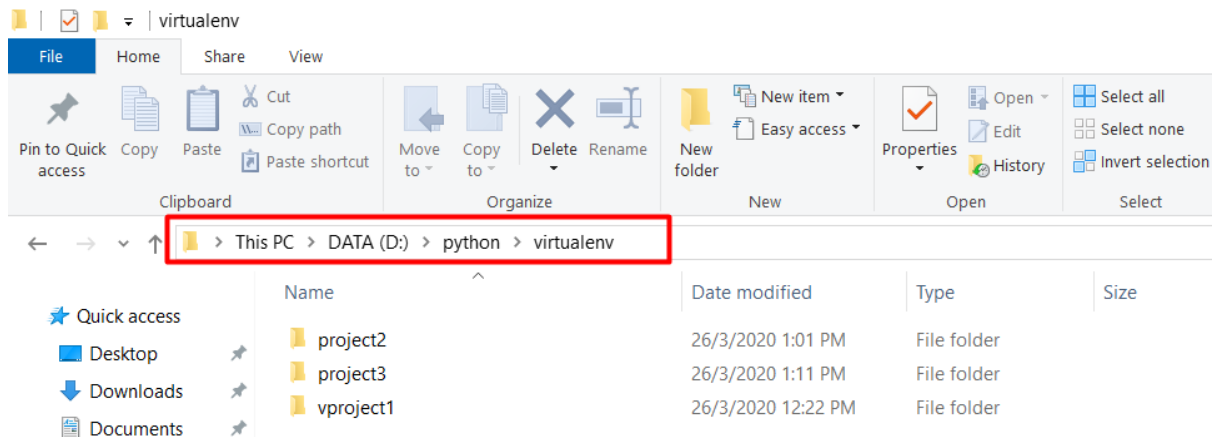 virtualenv
File Home Share View
Pin to Quick access
Copy
Paste
Cut
Copy path
Paste shortcut
Clipboard
Move to
Copy to
Delete
Rename
Organize
New folder
New item
Easy access
New
Properties
Open
Edit
History
Open
Select all
Select none
Invert selection
Select
This PC > DATA (D:) > python > virtualenv
Name Date modified Type Size
Quick access
Desktop
Downloads
Documents
project2 26/3/2020 1:01 PM File folder
project3 26/3/2020 1:11 PM File folder
vproject1 26/3/2020 12:22 PM File folder